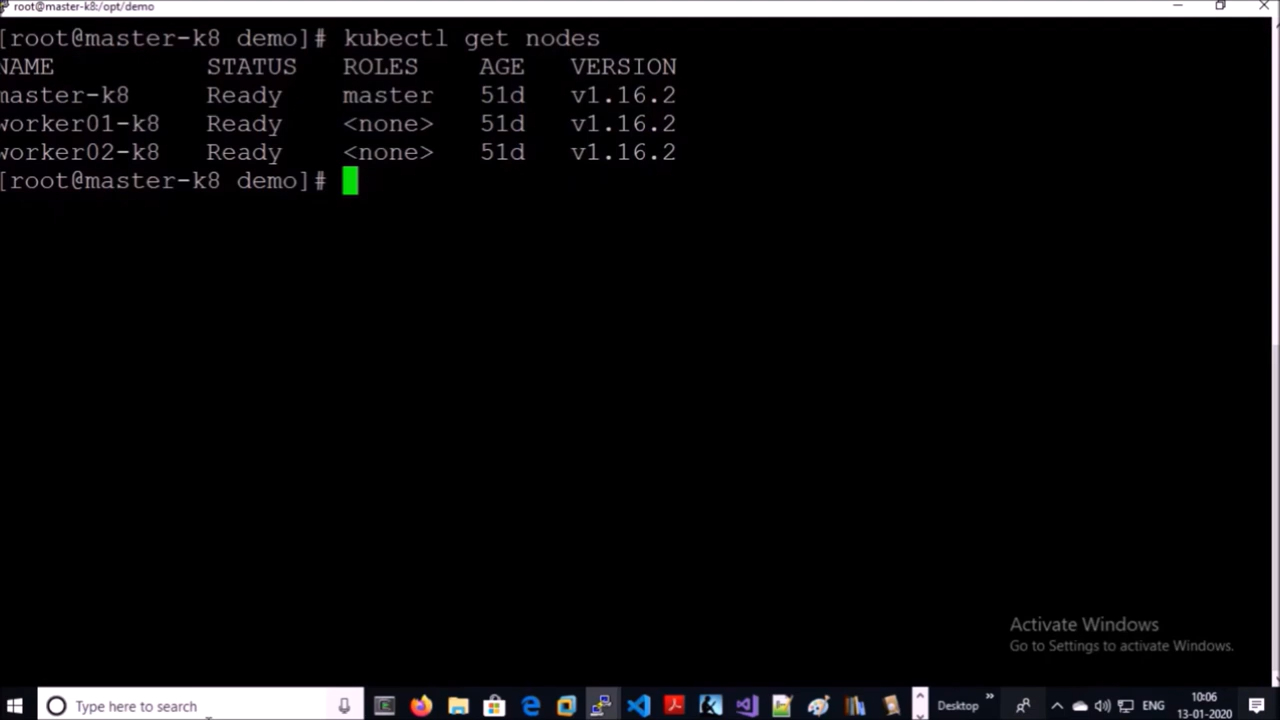 root@master-k8:/opt/demo
[root@master-k8 demo]# kubectl get nodes
NAME STATUS ROLES AGE VERSION
master-k8 Ready master 51d v1.16.2
worker01-k8 Ready <none> 51d v1.16.2
worker02-k8 Ready <none> 51d v1.16.2
[root@master-k8 demo]#
Activate Windows
Go to Settings to activate Windows.
Type here to search
Desktop
ENG
10:06
13-01-2020